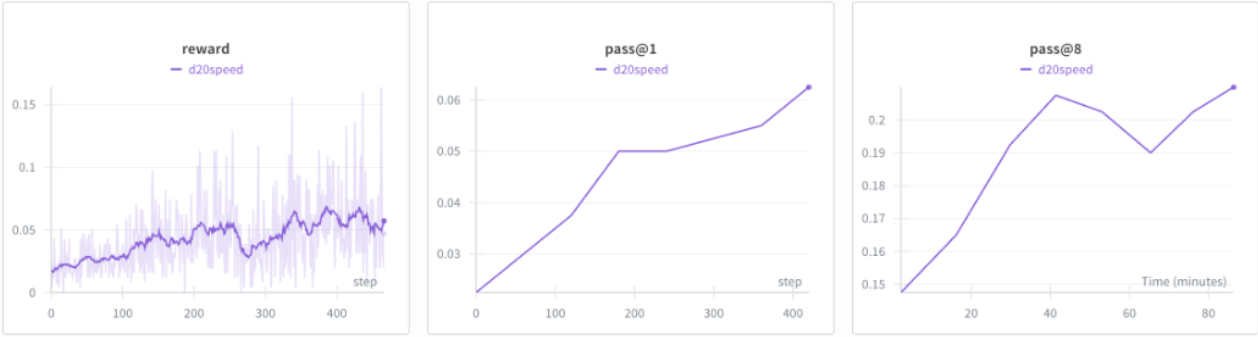 reward
d20speed
0.15
0.1
0.05
0
step
0 100 200 300 400
pass@1
d20speed
0.06
0.05
0.04
0.03
step
0 100 200 300 400
pass@8
d20speed
0.2
0.19
0.18
0.17
0.16
0.15
Time (minutes)
20 40 60 80